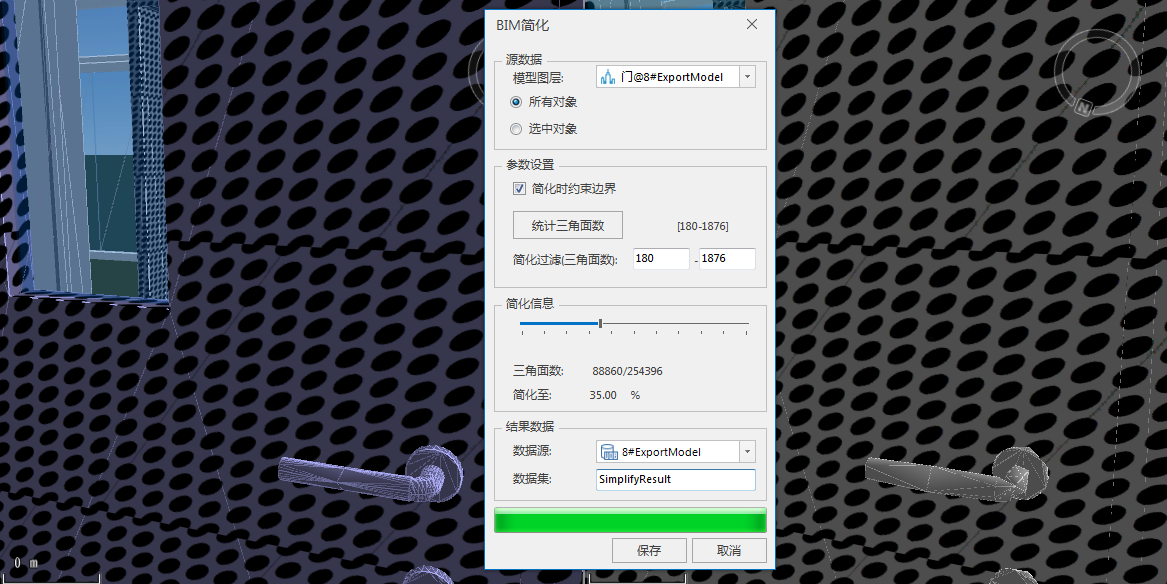 BIM简化
源数据
模型图层: 门@8#ExportModel
所有对象
选中对象
参数设置
简化时约束边界
统计三角面数 [180-1876]
简化过滤(三角面数): 180 - 1876
简化信息
三角面数: 88860/254396
简化至: 35.00 %
结果数据
数据源: 8#ExportModel
数据集: SimplifyResult
保存 取消
N
0 m